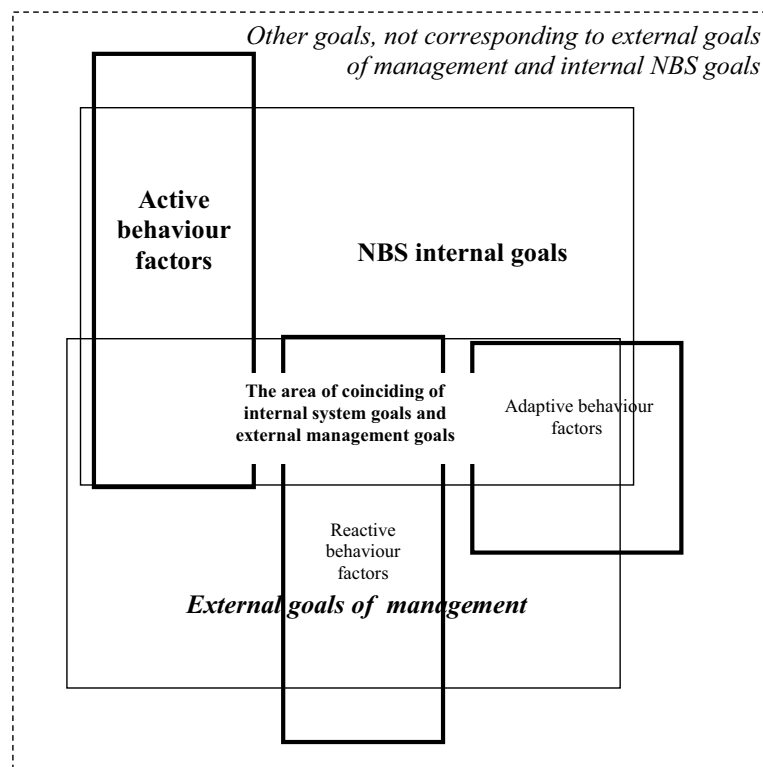 Other goals, not corresponding to external goals
of management and internal NBS goals
Active
behaviour
factors
NBS internal goals
The area of coinciding of
internal system goals and
external management goals
Adaptive behaviour
factors
Reactive
behaviour
factors
External goals of management